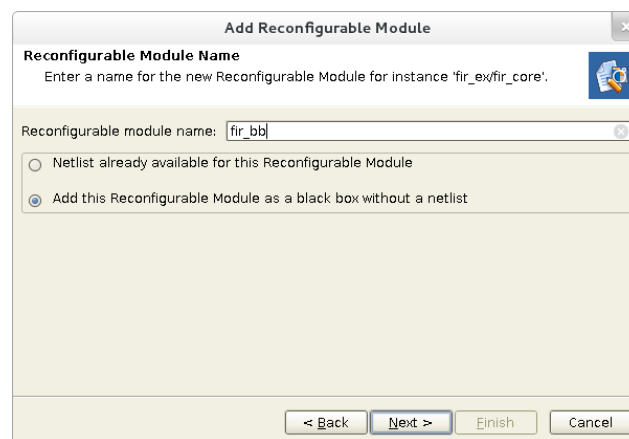 Add Reconfigurable Module
Reconfigurable Module Name
Enter a name for the new Reconfigurable Module for instance 'fir_ex/fir_core'.
Reconfigurable module name: fir_bb
Netlist already available for this Reconfigurable Module
Add this Reconfigurable Module as a black box without a netlist
< Back Next > Finish Cancel